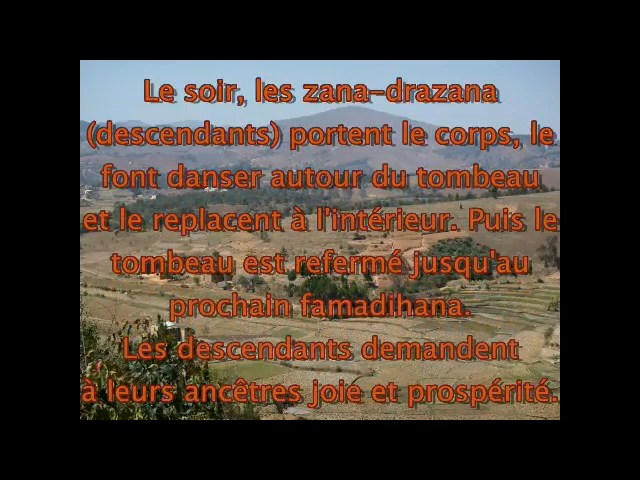 Le soir, les zana-drazana
(descendants) portent le corps, le
font danser autour du tombeau
et le replacent à l'intérieur. Puis le
tombeau est refermé jusqu'au
prochain famadihana.
Les descendants demandent
à leurs ancêtres joie et prospérité.